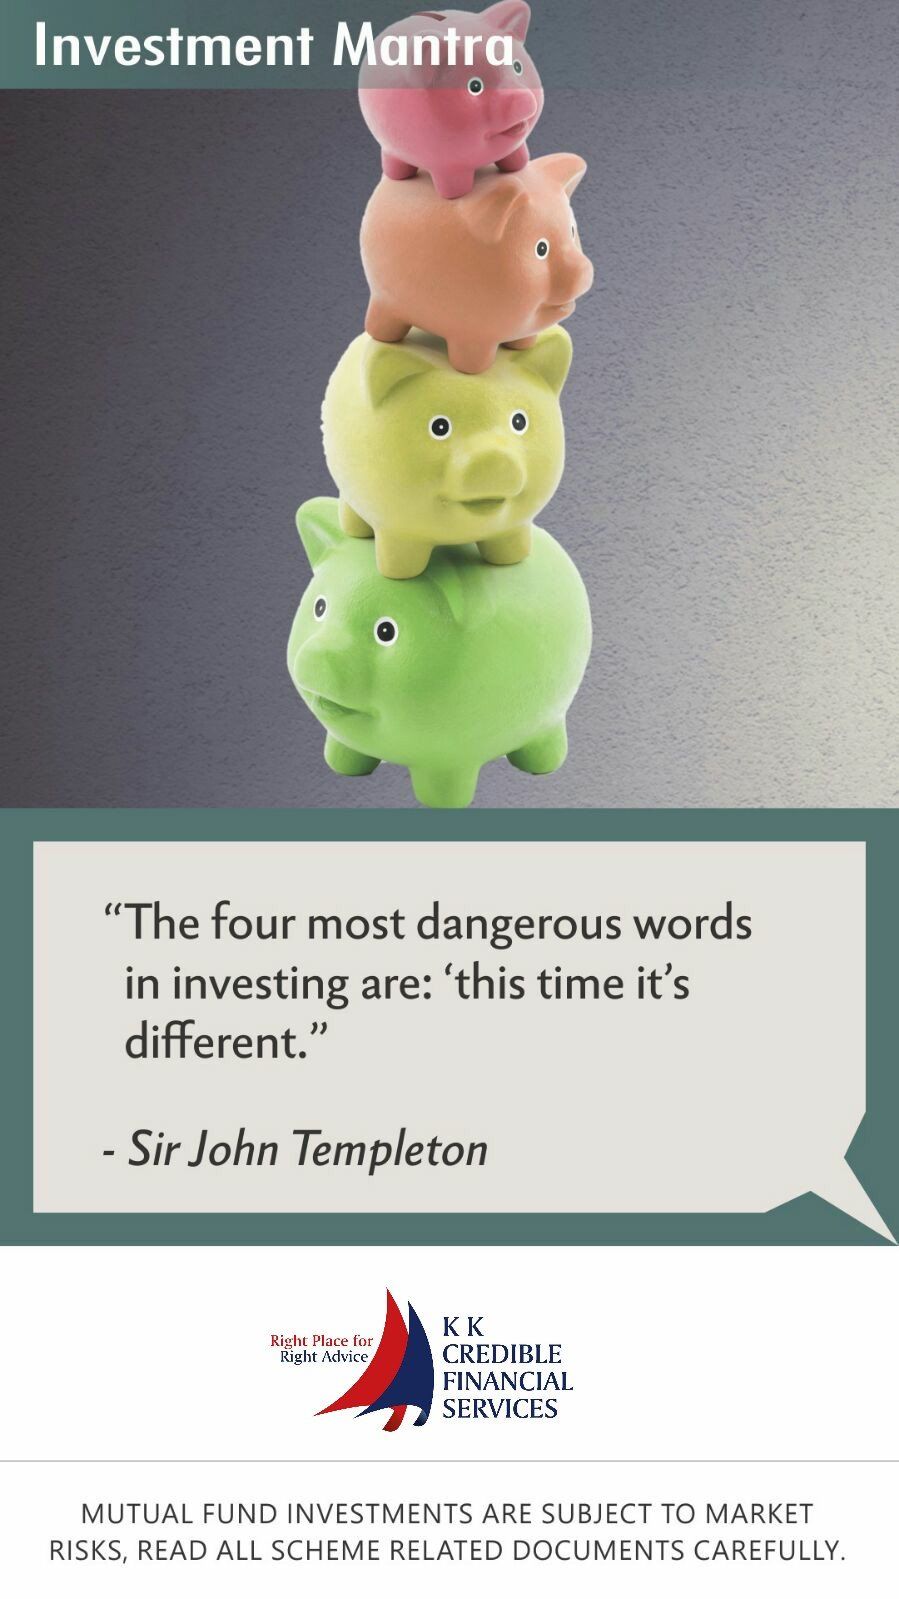 Investment Mantra
“The four most dangerous words
in investing are: ‘this time it’s
different.”
- Sir John Templeton
Right Place for
Right Advice
K K
CREDIBLE
FINANCIAL
SERVICES
MUTUAL FUND INVESTMENTS ARE SUBJECT TO MARKET
RISKS, READ ALL SCHEME RELATED DOCUMENTS CAREFULLY.